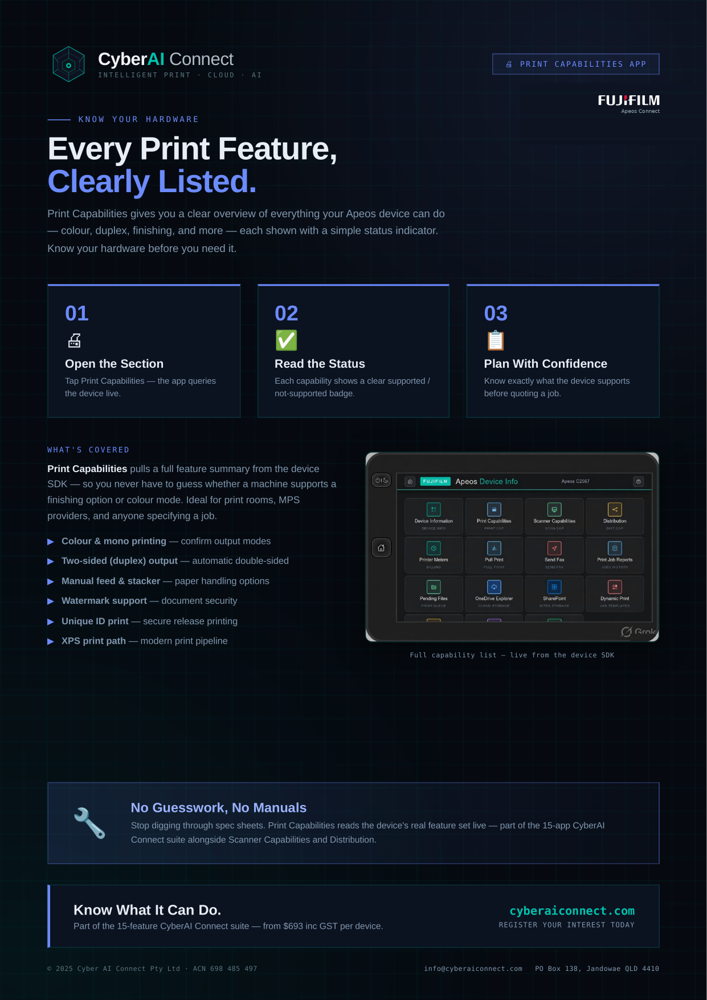 CyberAI Connect
INTELLIGENT PRINT · CLOUD · AI
PRINT CAPABILITIES APP
FUJIFILM
Apeos Connect
KNOW YOUR HARDWARE
Every Print Feature,
Clearly Listed.
Print Capabilities gives you a clear overview of everything your Apeos device can do
— colour, duplex, finishing, and more — each shown with a simple status indicator.
Know your hardware before you need it.
01
Open the Section
Tap Print Capabilities — the app queries
the device live.
02
Read the Status
Each capability shows a clear supported /
not-supported badge.
03
Plan With Confidence
Know exactly what the device supports
before quoting a job.
WHAT'S COVERED
Print Capabilities pulls a full feature summary from the device
SDK — so you never have to guess whether a machine supports a
finishing option or colour mode. Ideal for print rooms, MPS
providers, and anyone specifying a job.
▶ Colour & mono printing — confirm output modes
▶ Two-sided (duplex) output — automatic double-sided
▶ Manual feed & stacker — paper handling options
▶ Watermark support — document security
▶ Unique ID print — secure release printing
▶ XPS print path — modern print pipeline
FUJIFILM Apeos Device Info Apeos C2567
Device Information Print Capabilities Scanner Capabilities Distribution
DEVICE.INFO PRINT.CAP SCAN.CAP DIST.CAP
Printer Meters Pull Print Send Fax Print Job Reports
BILLING PULL.PRINT SEND.FAX JOBS.HISTORY
Pending Files OneDrive Explorer SharePoint Dynamic Print
PRINT.QUEUE CLOUD.STORAGE SITES.STORAGE VAR.TEMPLATES
Grok
Full capability list — live from the device SDK
No Guesswork, No Manuals
Stop digging through spec sheets. Print Capabilities reads the device's real feature set live — part of the 15-app CyberAI
Connect suite alongside Scanner Capabilities and Distribution.
Know What It Can Do.
Part of the 15-feature CyberAI Connect suite — from $693 inc GST per device.
cyberaiconnect.com
REGISTER YOUR INTEREST TODAY
© 2025 Cyber AI Connect Pty Ltd · ACN 698 485 497
info@cyberaiconnect.com PO Box 138, Jandowae QLD 4410